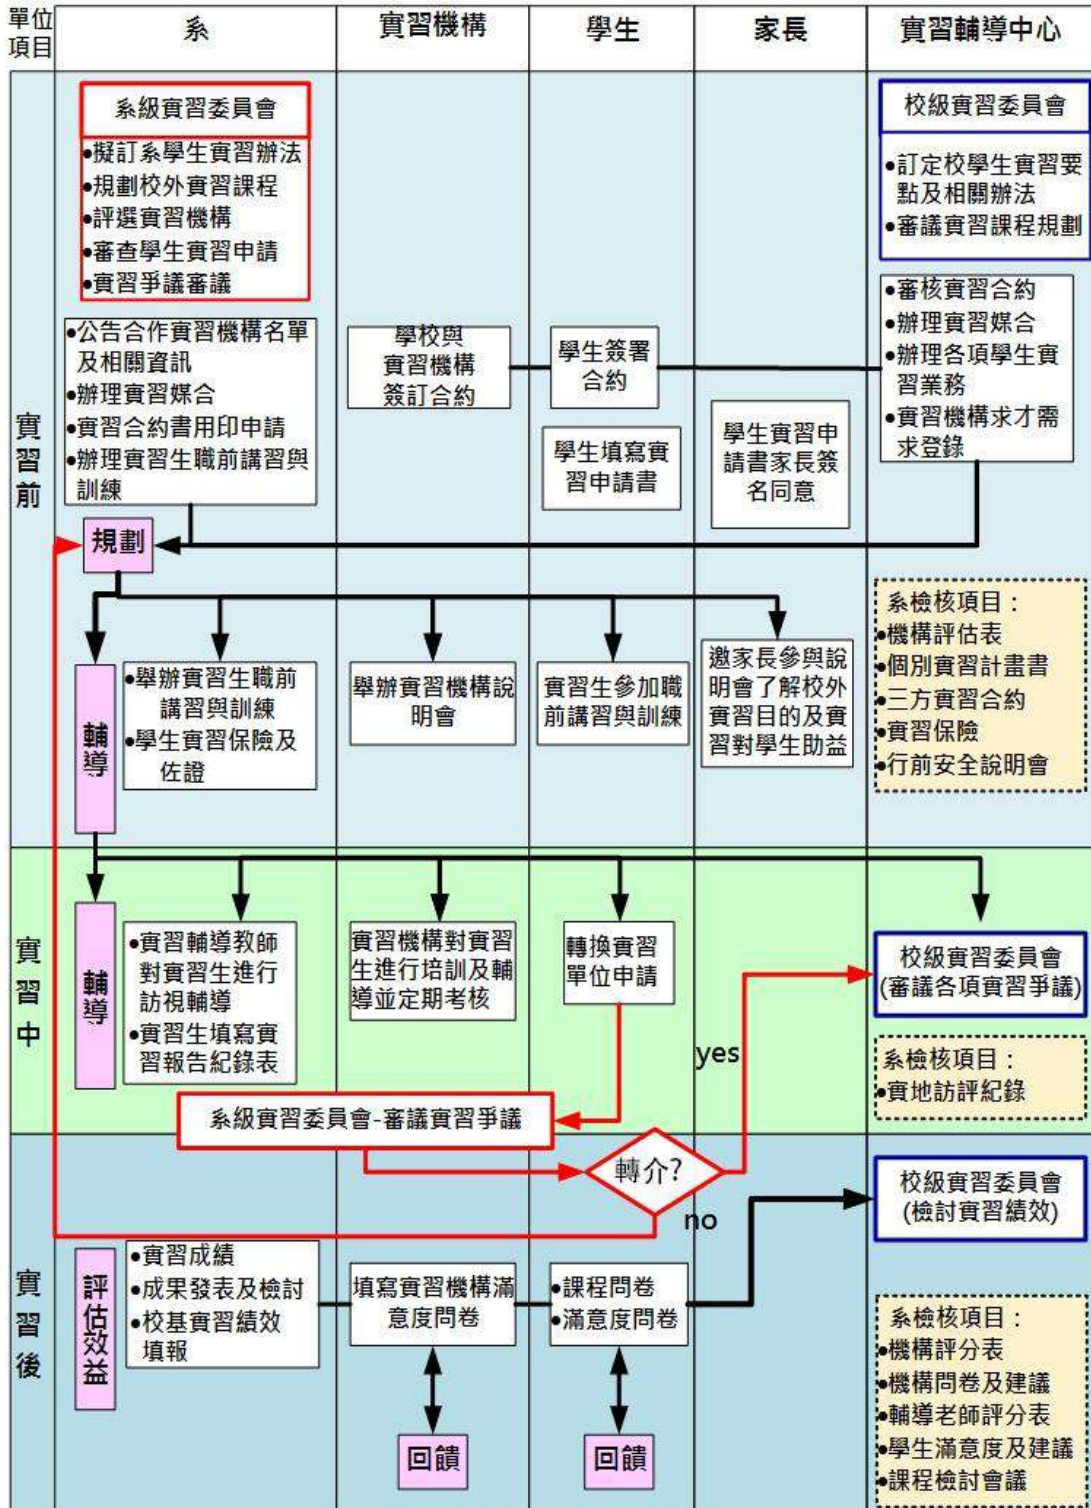 單位
項目
系
實習機構
學生
家長
實習輔導中心
實習前
系級實習委員會
●擬訂系學生實習辦法
●規劃校外實習課程
●評選實習機構
●審查學生實習申請
●實習爭議審議
校級實習委員會
●訂定校學生實習要
點及相關辦法
●審議實習課程規劃
●公告合作實習機構名單
及相關資訊
●辦理實習媒合
●實習合約書用印申請
●辦理實習生職前講習與
訓練
學校與
實習機構
簽訂合約
學生簽署
合約
學生填寫實
習申請書
學生實習申
請書家長簽
名同意
●審核實習合約
●辦理實習媒合
●辦理各項學生實
習業務
●實習機構求才需
求登錄
規劃
輔導
●舉辦實習生職前
講習與訓練
●學生實習保險及
佐證
舉辦實習機構說
明會
實習生參加職
前講習與訓練
邀家長參與說
明會了解校外
實習目的及實
習對學生助益
系檢核項目：
●機構評估表
●個別實習計畫書
●三方實習合約
●實習保險
●行前安全說明會
實習中
輔導
●實習輔導教師
對實習生進行
訪視輔導
●實習生填寫實
習報告紀錄表
實習機構對實習
生進行培訓及輔
導並定期考核
轉換實習
單位申請
校級實習委員會
(審議各項實習爭議)
yes
系檢核項目：
●實地訪評紀錄
系級實習委員會-審議實習爭議
轉介?
no
實習後
校級實習委員會
(檢討實習績效)
評估效益
●實習成績
●成果發表及檢討
●校基實習績效
填報
填寫實習機構滿
意度問卷
●課程問卷
●滿意度問卷
回饋
回饋
系檢核項目：
●機構評分表
●機構問卷及建議
●輔導老師評分表
●學生滿意度及建議
●課程檢討會議